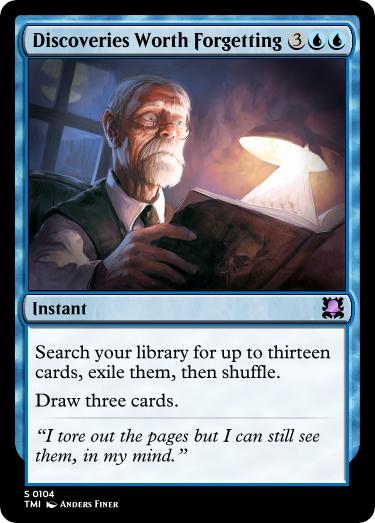 Discoveries Worth Forgetting 3
Instant
Search your library for up to thirteen
cards, exile them, then shuffle.
Draw three cards.
“I tore out the pages but I can still see
them, in my mind.”
S 0104
TMI Anders Finer